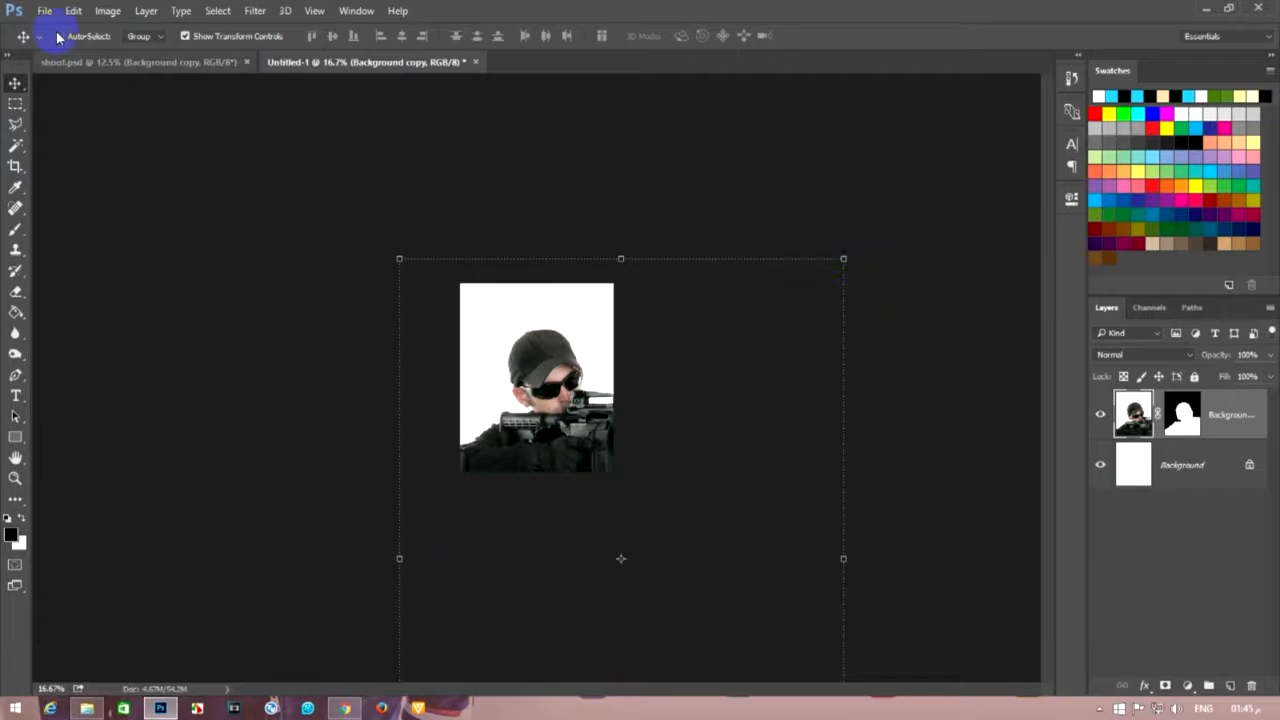 Ps File Edit Image Layer Type Select Filter 3D View Window Help
Auto-Select: Group Show Transform Controls 3D Mode: Essentials
shoof.psd @ 12.5% (Background copy, RGB/8*) × Untitled-1 @ 16.7% (Background copy, RGB/8) * ×
Swatches
Layers Channels Paths
Kind
Normal Opacity: 100%
Lock: Fill: 100%
Backgroun...
Background
16.67% Doc: 4.67M/54.2M
ENG 01:45 م